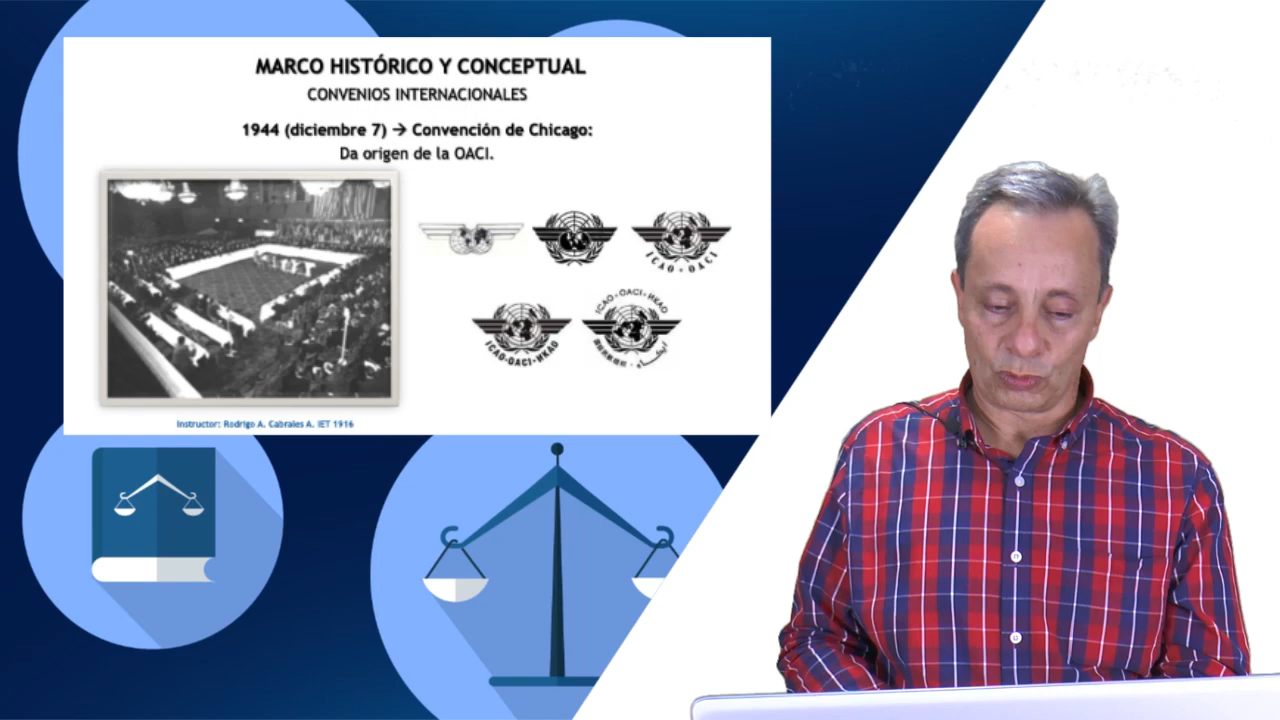 MARCO HISTÓRICO Y CONCEPTUAL
CONVENIOS INTERNACIONALES
1944 (diciembre 7) → Convención de Chicago:
Da origen de la OACI.
ICAO - OACI
ICAO-OACI-ИКАО
ICAO-OACI-ИКАО
Instructor: Rodrigo A. Cabrales A. IET 1916